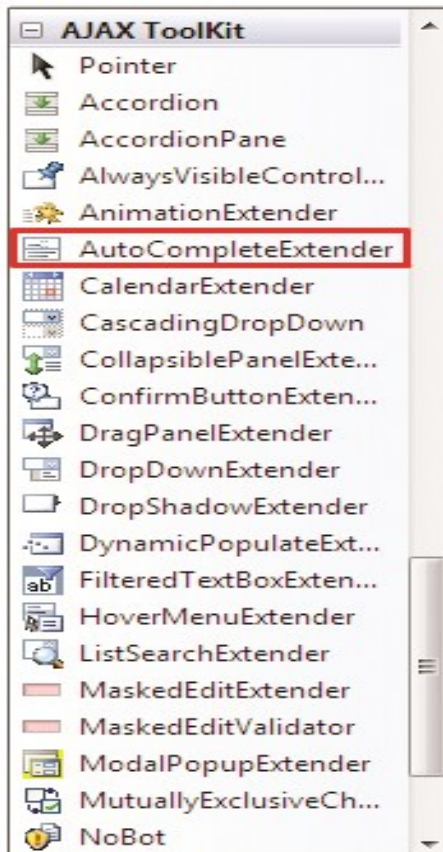 AJAX ToolKit
Pointer
Accordion
AccordionPane
AlwaysVisibleControl...
AnimationExtender
AutoCompleteExtender
CalendarExtender
CascadingDropDown
CollapsiblePanelExte...
ConfirmButtonExten...
DragPanelExtender
DropDownExtender
DropShadowExtender
DynamicPopulateExt...
FilteredTextBoxExten...
HoverMenuExtender
ListSearchExtender
MaskedEditExtender
MaskedEditValidator
ModalPopupExtender
MutuallyExclusiveCh...
NoBot